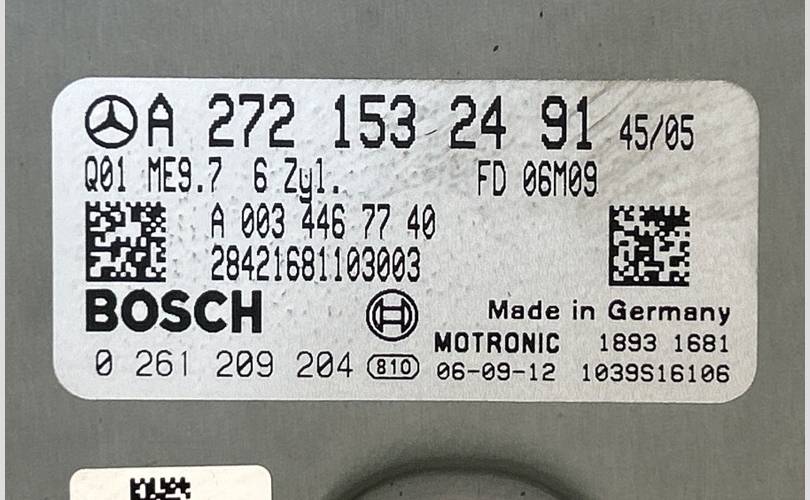 A 272 153 24 91 45/05
Q01 ME9.7 6 Zyl. FD 06M09
A 003 446 77 40
28421681103003
BOSCH
Made in Germany
MOTRONIC 1893 1681
0 261 209 204 810 06-09-12 1039S16106